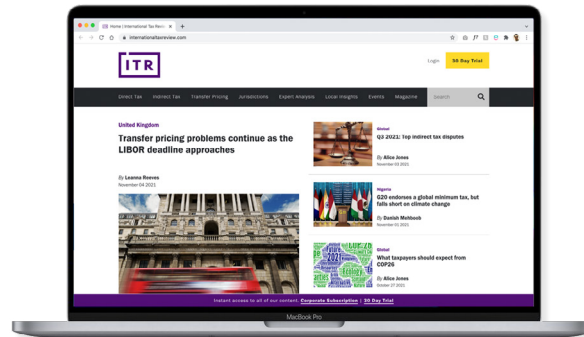 Home | International Tax Review
internationaltaxreview.com
ITR
Login
30 Day Trial
Direct Tax
Indirect Tax
Transfer Pricing
Jurisdictions
Expert Analysis
Local Insights
Events
Magazine
Search
United Kingdom
Transfer pricing problems continue as the
LIBOR deadline approaches
By Leanna Reeves
November 04 2021
Global
Q3 2021: Top indirect tax disputes
By Alice Jones
November 03 2021
Nigeria
G20 endorses a global minimum tax, but
falls short on climate change
By Danish Mehboob
November 01 2021
Future
2021
Ecology
Global
What taxpayers should expect from
COP26
By Alice Jones
October 27 2021
Instant access to all of our content. Corporate Subscription | 30 Day Trial
MacBook Pro